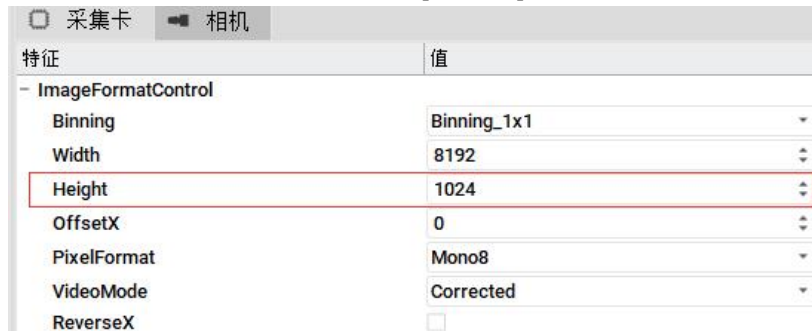 采集卡 相机
特征 值
ImageFormatControl
Binning Binning_1x1
Width 8192
Height 1024
OffsetX 0
PixelFormat Mono8
VideoMode Corrected
ReverseX